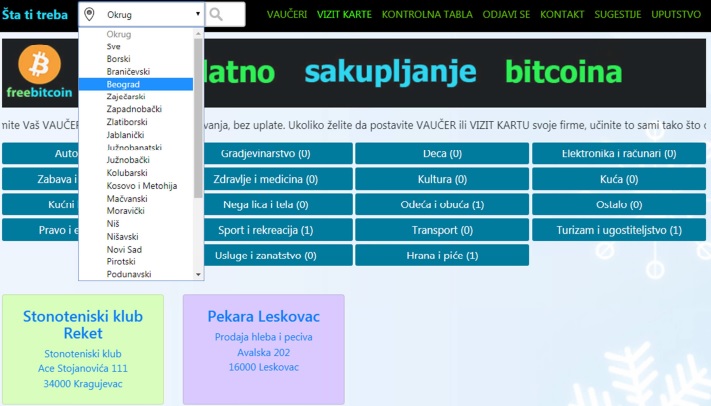 Šta ti treba
Okrug
VAUČERI VIZIT KARTE KONTROLNA TABLA ODJAVI SE KONTAKT SUGESTIJE UPUTSTVO
Okrug
Sve
Borski
Braničevski
Beograd
Zaječarski
Zapadnobački
Zlatiborski
Jablanički
Južnobanatski
Južnobački
Kolubarski
Kosovo i Metohija
Mačvanski
Moravički
Niš
Nišavski
Novi Sad
Pirotski
Podunavski
freebitcoin
latno sakupljanje bitcoina
mite Vaš VAUČER
vanja, bez uplate. Ukoliko želite da postavite VAUČER ili VIZIT KARTU svoje firme, učinite to sami tako što
Auto Gradjevinarstvo (0) Deca (0) Elektronika i računari (0)
Zabava i Zdravlje i medicina (0) Kultura (0) Kuća (0)
Kućni Nega lica i tela (0) Odeća i obuća (1) Ostalo (0)
Pravo i e Sport i rekreacija (1) Transport (0) Turizam i ugostiteljstvo (1)
Usluge i zanatstvo (0) Hrana i piće (1)
Stonoteniski klub
Reket
Stonoteniski klub
Ace Stojanovića 111
34000 Kragujevac
Pekara Leskovac
Prodaja hleba i peciva
Avalska 202
16000 Leskovac